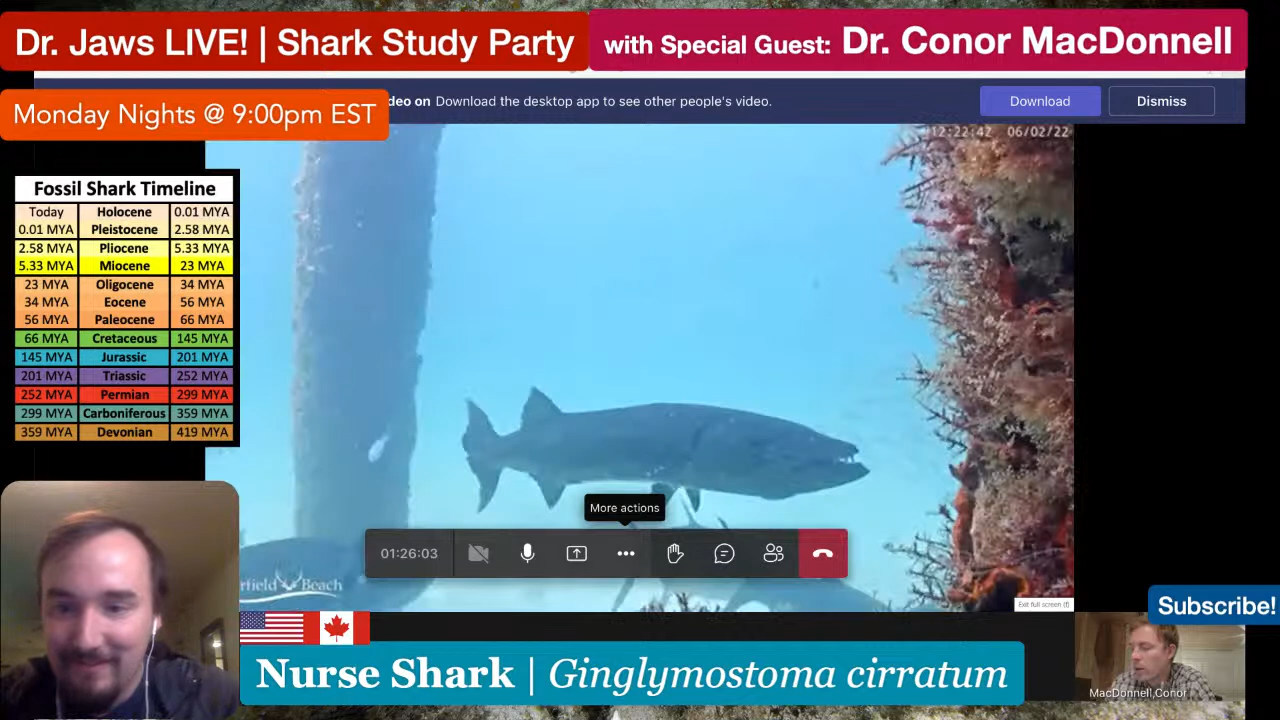 Dr. Jaws LIVE! | Shark Study Party
with Special Guest: Dr. Conor MacDonnell
Monday Nights @ 9:00pm EST
deo on Download the desktop app to see other people's video.
Download
Dismiss
12:22:42 06/02/22
Fossil Shark Timeline
Today Holocene 0.01 MYA
0.01 MYA Pleistocene 2.58 MYA
2.58 MYA Pliocene 5.33 MYA
5.33 MYA Miocene 23 MYA
23 MYA Oligocene 34 MYA
34 MYA Eocene 56 MYA
56 MYA Paleocene 66 MYA
66 MYA Cretaceous 145 MYA
145 MYA Jurassic 201 MYA
201 MYA Triassic 252 MYA
252 MYA Permian 299 MYA
299 MYA Carboniferous 359 MYA
359 MYA Devonian 419 MYA
More actions
01:26:03
rfield Beach
Exit full screen (f)
Subscribe!
Nurse Shark | Ginglymostoma cirratum
MacDonnell,Conor